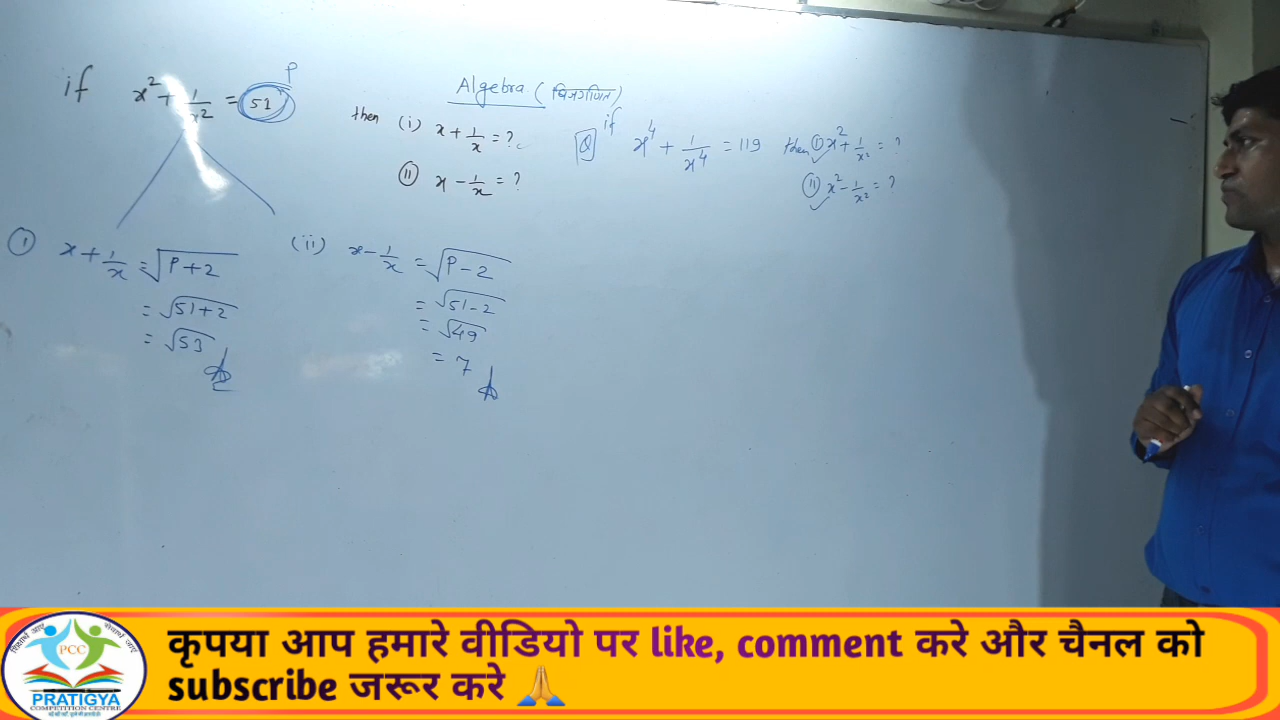 Algebra (बिजगणित)
if x² + 1/x² = 51 P
then (i) x + 1/x = ?
(ii) x - 1/x = ?
(i) x + 1/x = √P+2
= √51+2
= √53
(ii) x - 1/x = √P-2
= √51-2
= √49
= 7
Q if x⁴ + 1/x⁴ = 119 then (i) x² + 1/x² = ?
(ii) x² - 1/x² = ?
कृपया आप हमारे वीडियो पर like, comment करे और चैनल को
subscribe जरूर करे 🙏
PCC
PRATIGYA
COMPETITION CENTRE